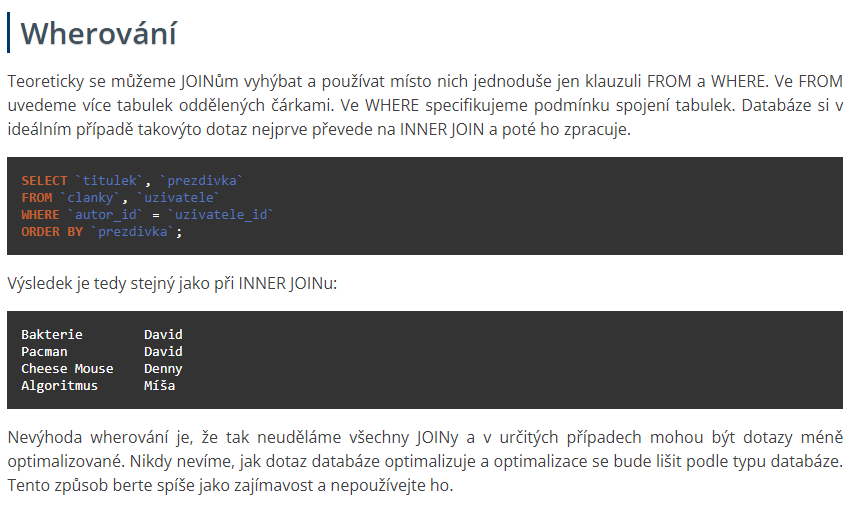 Wherování
Teoreticky se můžeme JOINům vyhýbat a používat místo nich jednoduše jen klauzuli FROM a WHERE. Ve FROM
uvedeme více tabulek oddělených čárkami. Ve WHERE specifikujeme podmínku spojení tabulek. Databáze si v
ideálním případě takovýto dotaz nejprve převede na INNER JOIN a poté ho zpracuje.
SELECT `titulek`, `prezdivka`
FROM `clanky`, `uzivatele`
WHERE `autor_id` = `uzivatele_id`
ORDER BY `prezdivka`;
Výsledek je tedy stejný jako při INNER JOINu:
Bakterie        David
Pacman          David
Cheese Mouse    Denny
Algoritmus      Míša
Nevýhoda wherování je, že tak neuděláme všechny JOINy a v určitých případech mohou být dotazy méně
optimalizované. Nikdy nevíme, jak dotaz databáze optimalizuje a optimalizace se bude lišit podle typu databáze.
Tento způsob berte spíše jako zajímavost a nepoužívejte ho.